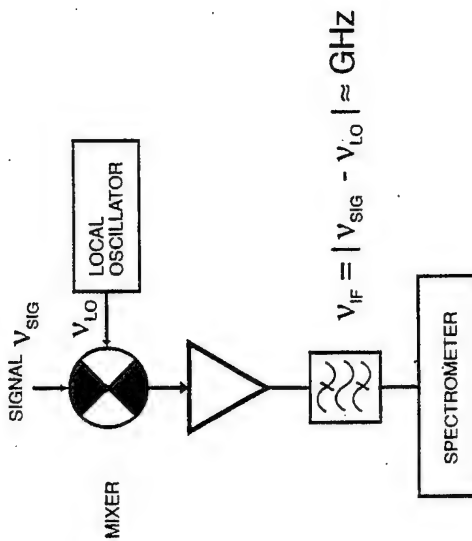 SIGNAL ν_SIG
MIXER
ν_LO
LOCAL
OSCILLATOR
ν_IF = | ν_SIG - ν_LO | ≈ GHz
SPECTROMETER